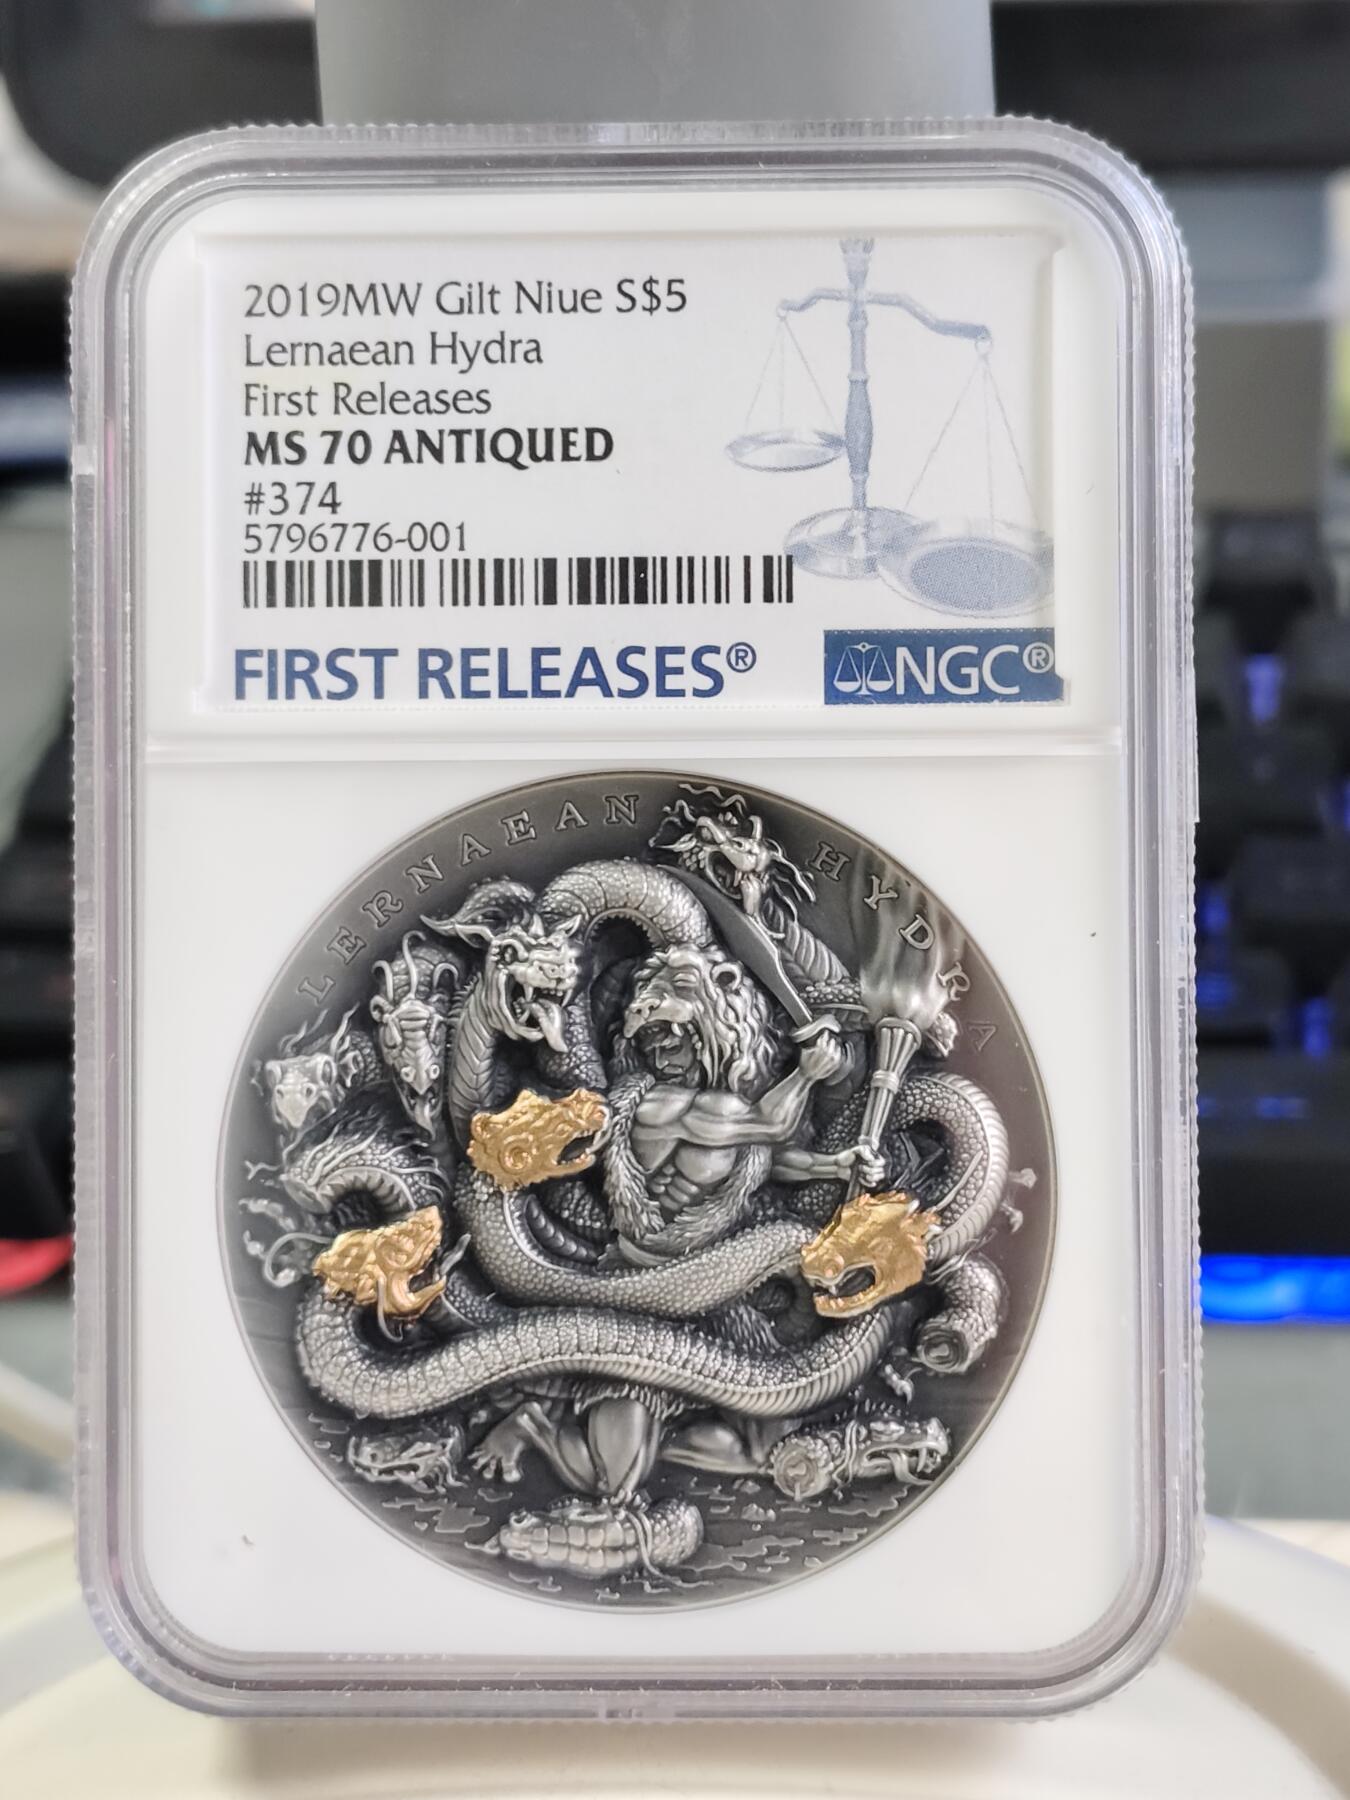 2019MW Gilt Niue S$5
Lernaean Hydra
First Releases
MS 70 ANTIQUED
#374
5796776-001
FIRST RELEASES®
NGC®
LERNAEAN HYDRA